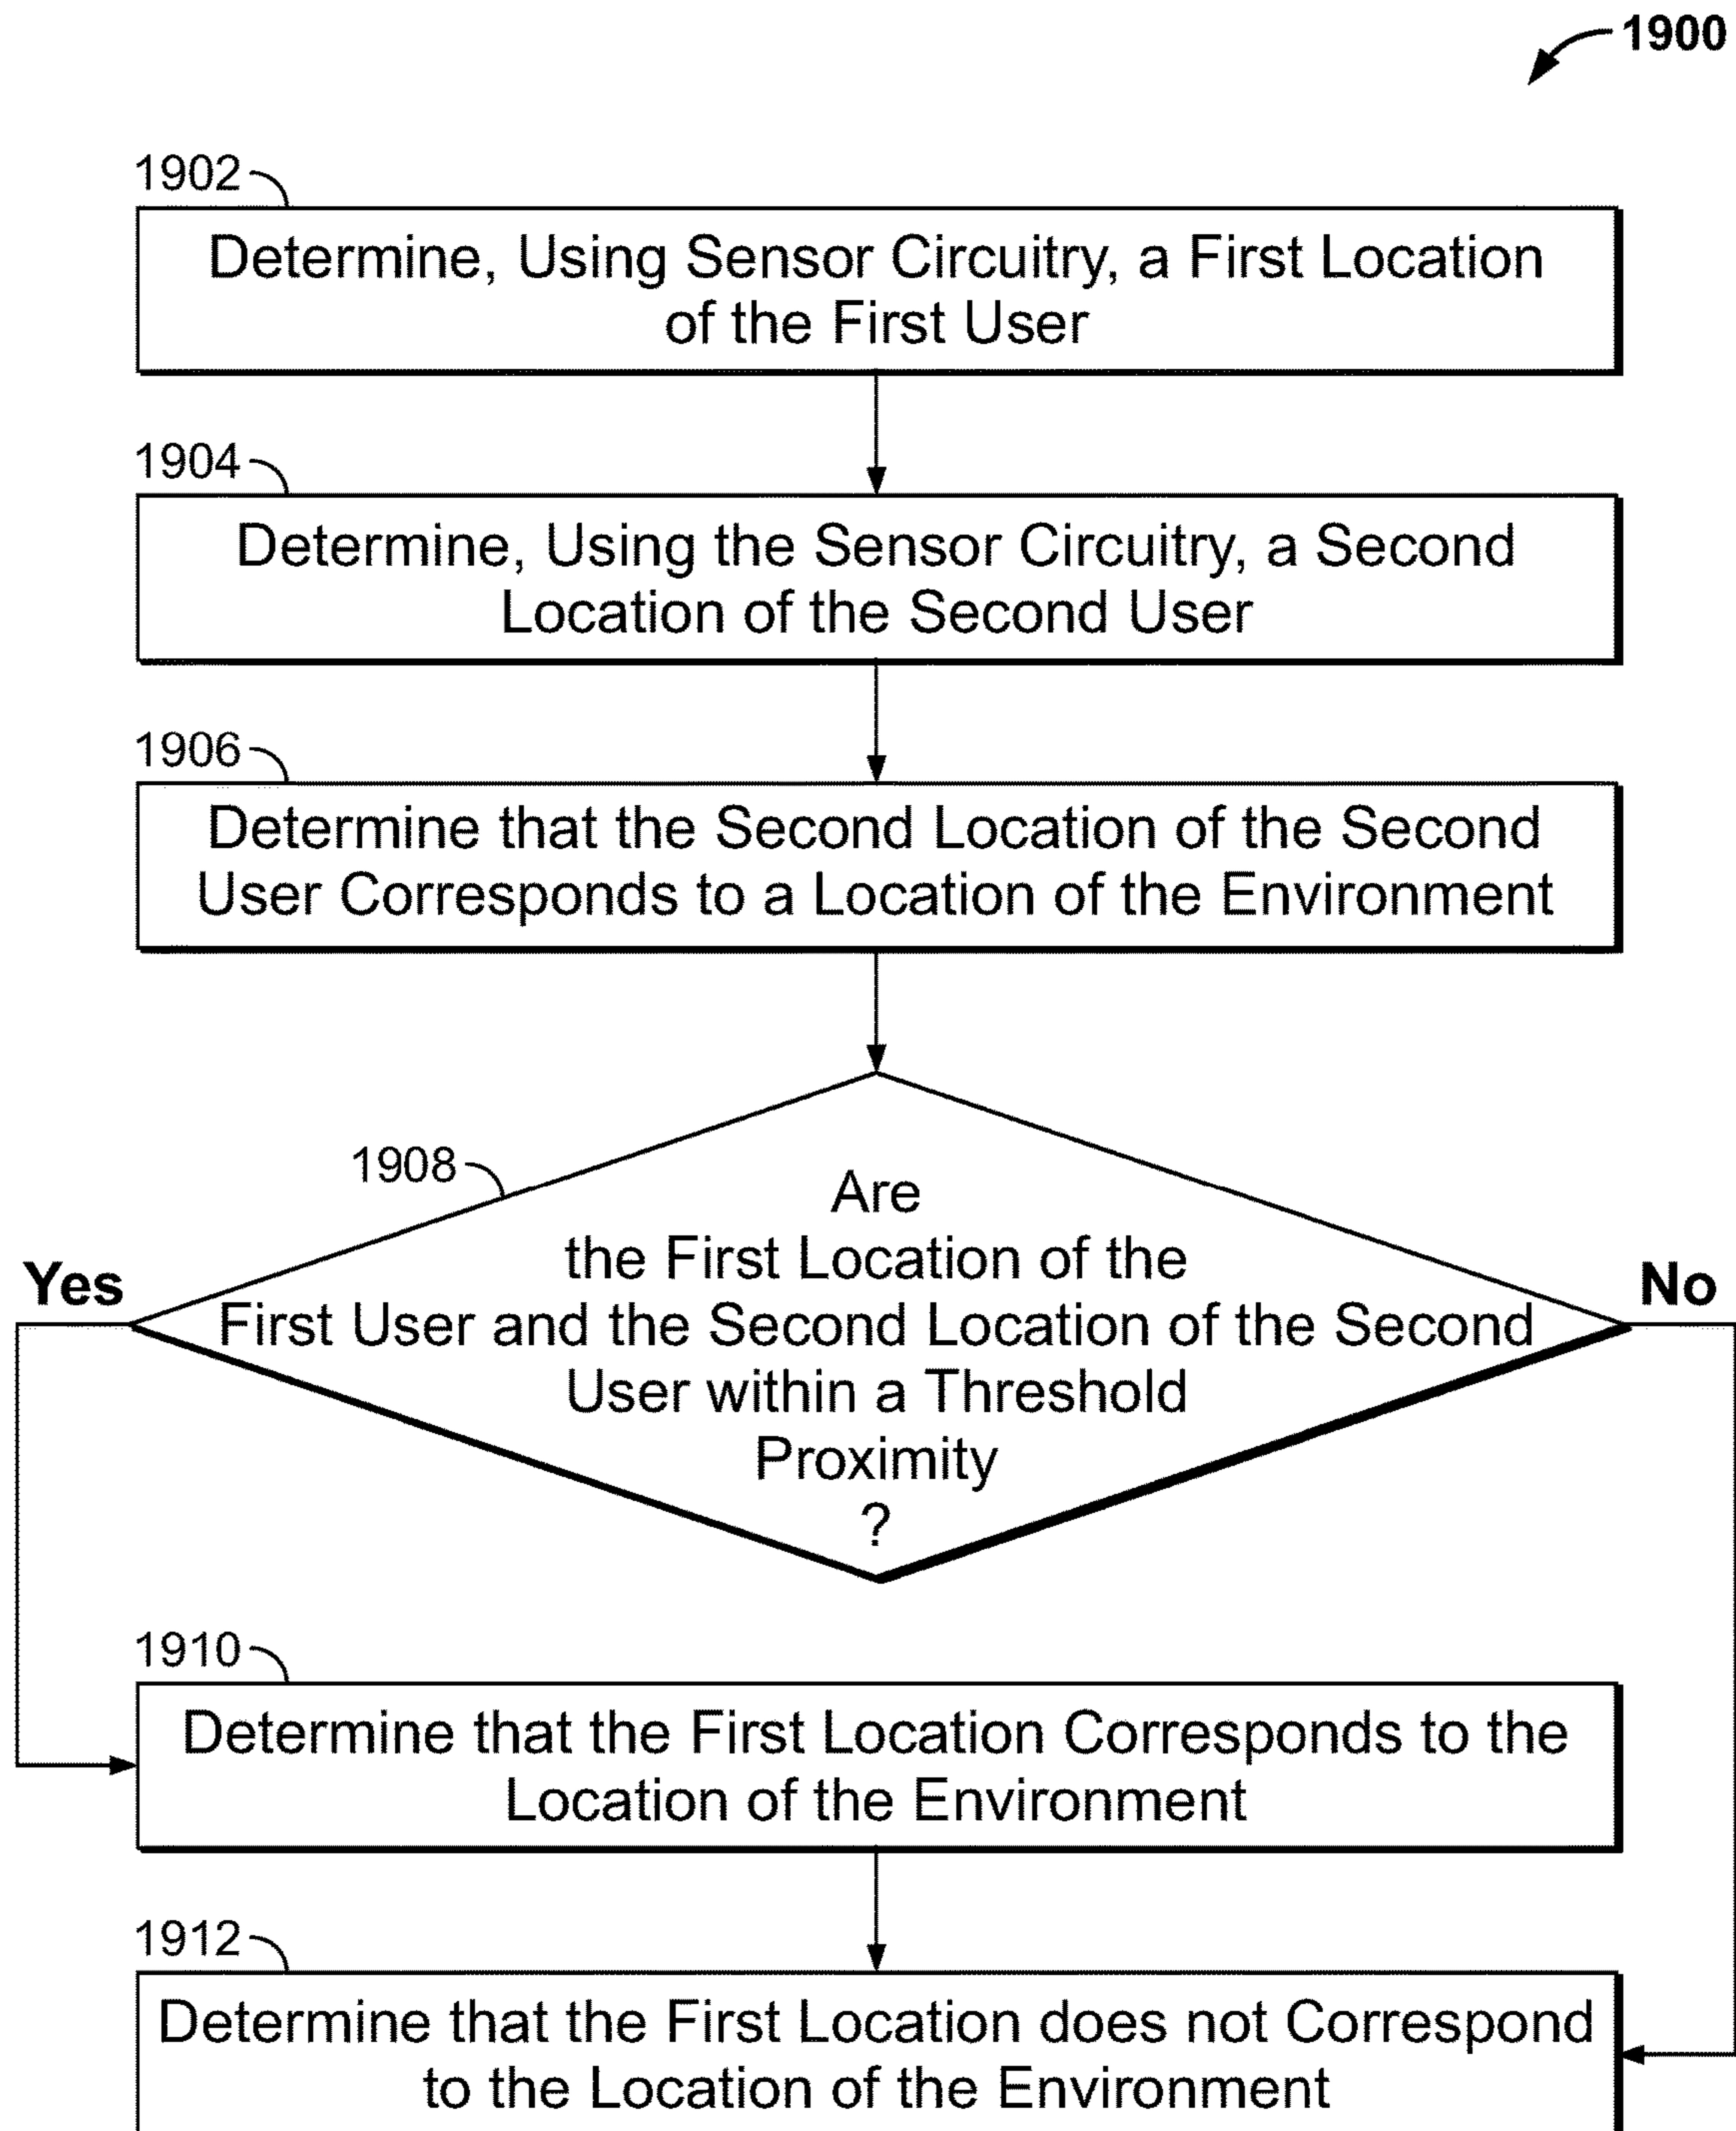 1900
1902
Determine, Using Sensor Circuitry, a First Location
of the First User
1904
Determine, Using the Sensor Circuitry, a Second
Location of the Second User
1906
Determine that the Second Location of the Second
User Corresponds to a Location of the Environment
1908
Are
the First Location of the
First User and the Second Location of the Second
User within a Threshold
Proximity
?
Yes
No
1910
Determine that the First Location Corresponds to the
Location of the Environment
1912
Determine that the First Location does not Correspond
to the Location of the Environment